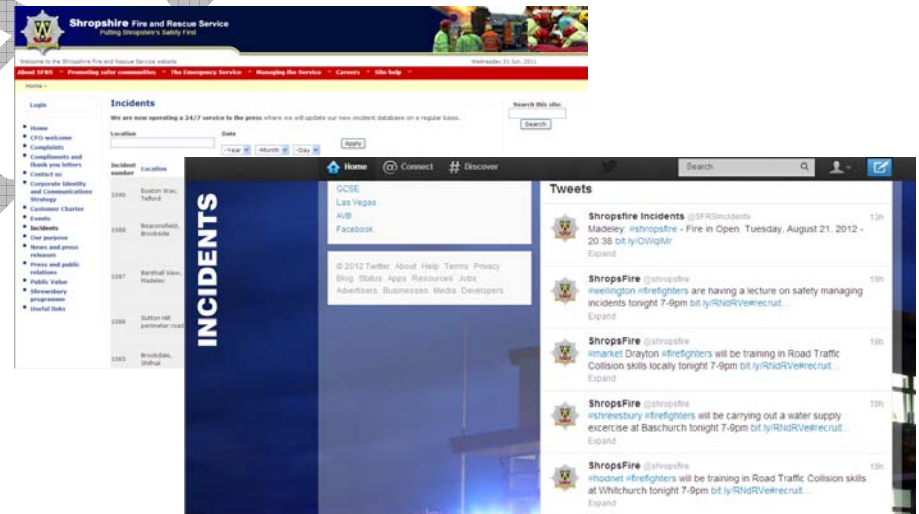 Shropshire Fire and Rescue Service
Putting Shropshire's Safety First
Welcome to the Shropshire Fire and Rescue Service website
Wednesday 31 Jun, 2011
About SFRS
Promoting safer communities
The Emergency Service
Managing the Service
Careers
Site help
Home ›
Login
Home
CFO welcome
Complaints
Compliments and
Thank you letters
Contact us
Corporate Identity
and Communications
Strategy
Customer Charter
Events
Incidents
Our purpose
News and press
releases
Press and public
relations
Public Value
Shrewsbury
programme
Useful links
Incidents
We are now operating a 24/7 service to the press where we will update our new incident database on a regular basis.
Location
Date
-Year
-Month
-Day
Apply
Search this site:
Search
Incident
number
Location
1090
Buxton Way,
Telford
1088
Beaconsfield,
Brookside
1087
Benthall View,
Madeley
1086
Sutton Hill
perimeter road
1085
Brookdale,
Shifnal
Home
@ Connect
# Discover
Search
INCIDENTS
GCSE
Las Vegas
AVB
Facebook
© 2012 Twitter About Help Terms Privacy
Blog Status Apps Resources Jobs
Advertisers Businesses Media Developers
Tweets
Shropsfire Incidents @SFRSIncidents 13h
Madeley: #shropsfire - Fire in Open. Tuesday, August 21, 2012 -
20:38 bit.ly/OWqlMr
Expand
ShropsFire @shropsfire 19h
#wellington #firefighters are having a lecture on safety managing
incidents tonight 7-9pm bit.ly/RNdRVe#recruit...
Expand
ShropsFire @shropsfire 19h
#market Drayton #firefighters will be training in Road Traffic
Collision skills locally tonight 7-9pm bit.ly/RNdRVe#recruit...
Expand
ShropsFire @shropsfire 19h
#shrewsbury #firefighters will be carrying out a water supply
excercise at Baschurch tonight 7-9pm bit.ly/RNdRVe#recruit...
Expand
ShropsFire @shropsfire 19h
#hodnet #firefighters will be training in Road Traffic Collision skills
at Whitchurch tonight 7-9pm bit.ly/RNdRVe#recruit...
Expand